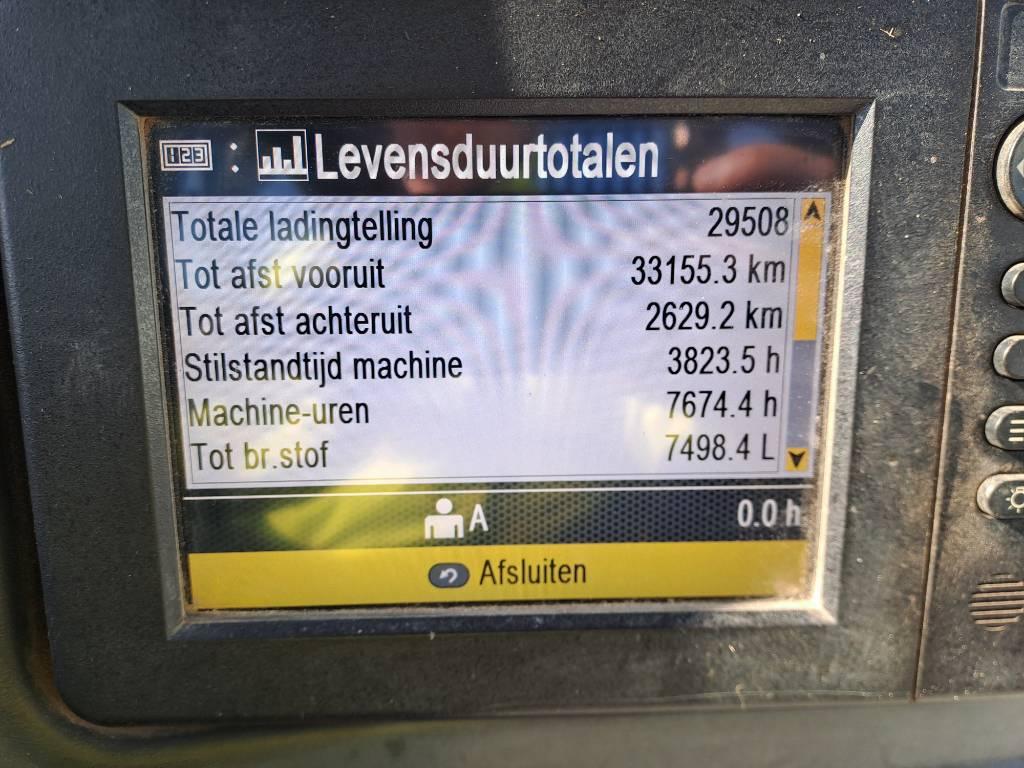 123 : Levensduurtotalen
Totale ladingtelling 29508
Tot afst vooruit 33155.3 km
Tot afst achteruit 2629.2 km
Stilstandtijd machine 3823.5 h
Machine-uren 7674.4 h
Tot br.stof 7498.4 L
A 0.0 h
Afsluiten